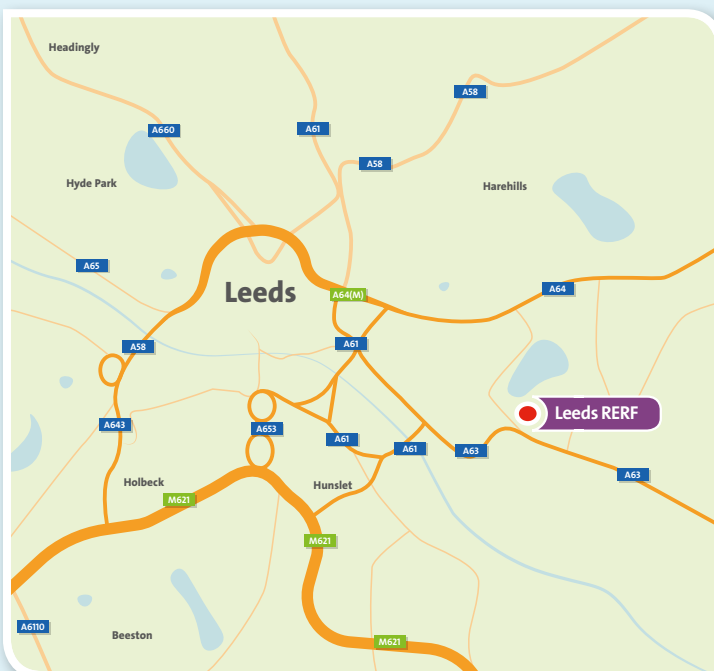 Headingly
A58
A660
A61
A58
Hyde Park
Harehills
A65
Leeds
A64(M)
A64
A61
A58
Leeds RERF
A643
A653
A61
A61
A63
A63
Holbeck
Hunslet
M621
M621
A6110
Beeston
M621